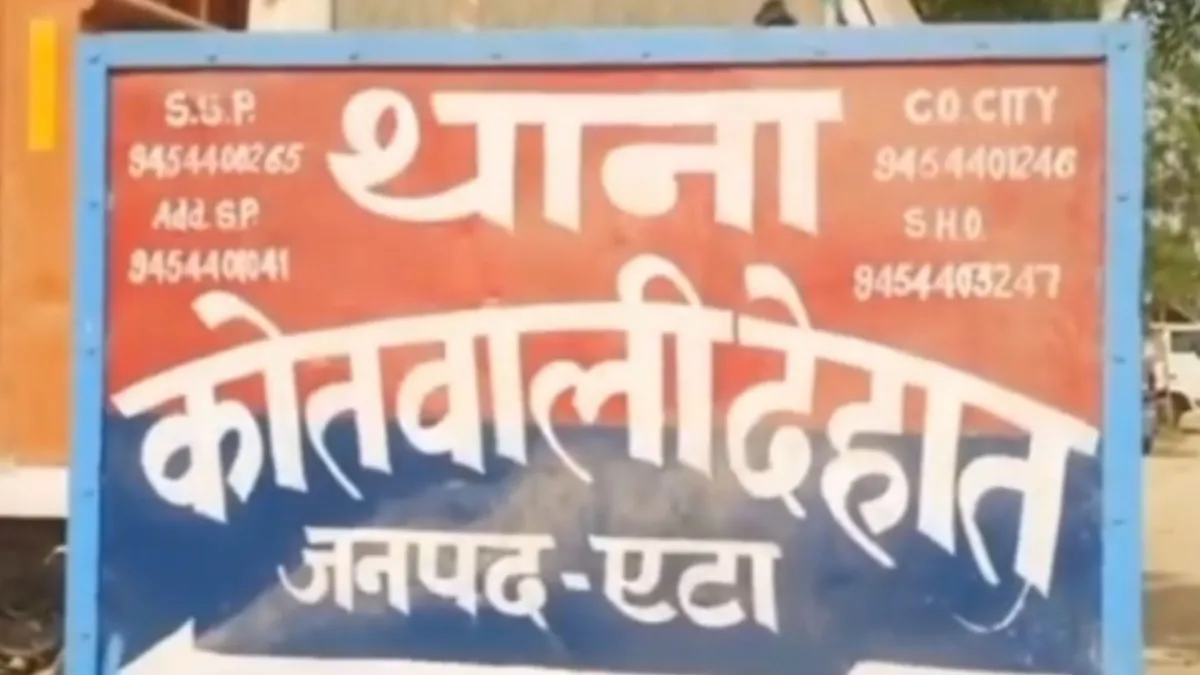 S.S.P.
9454400265
Add. S.P.
9454401041
थाना
C.O. CITY
9454401246
S.H.O.
9454403247
कोतवाली देहात
जनपद-एटा